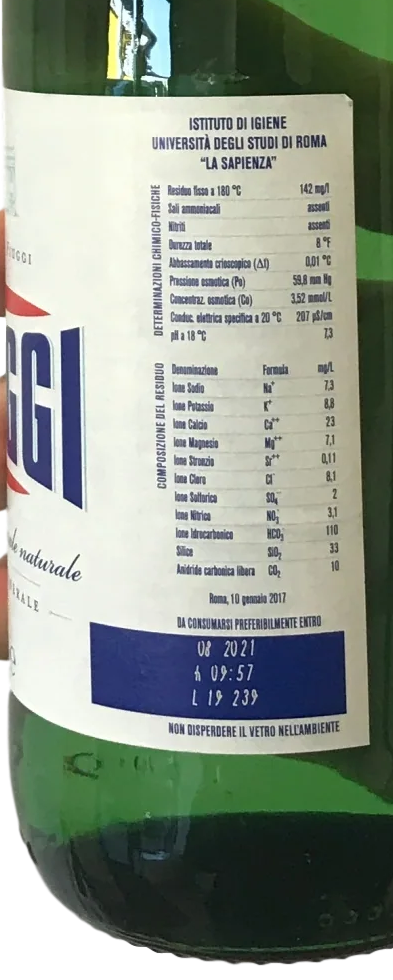 ISTITUTO DI IGIENE
UNIVERSITÀ DEGLI STUDI DI ROMA
“LA SAPIENZA”
DETERMINAZIONI CHIMICO-FISICHE
Residuo fisso a 180 °C 142 mg/l
Sali ammoniacali assenti
Nitriti assenti
Durezza totale 8 °F
Abbassamento crioscopico (Δt) 0,01 °C
Pressione osmotica (Po) 59,8 mm Hg
Concentraz. osmotica (Co) 3,52 mmol/L
Conduc. elettrica specifica a 20 °C 207 µS/cm
pH a 18 °C 7,3
COMPOSIZIONE DEL RESIDUO
Denominazione Formula mg/L
Ione Sodio Na⁺ 7,3
Ione Potassio K⁺ 8,8
Ione Calcio Ca⁺⁺ 23
Ione Magnesio Mg⁺⁺ 7,1
Ione Stronzio Sr⁺⁺ 0,11
Ione Cloro Cl⁻ 8,1
Ione Solforico SO₄⁻⁻ 2
Ione Nitrico NO₃⁻ 3,1
Ione Idrocarbonico HCO₃⁻ 110
Silice SiO₂ 33
Anidride carbonica libera CO₂ 10
Roma, 10 gennaio 2017
DA CONSUMARSI PREFERIBILMENTE ENTRO
08 2021
h 09:57
L 19 239
NON DISPERDERE IL VETRO NELL'AMBIENTE
GGI
naturale